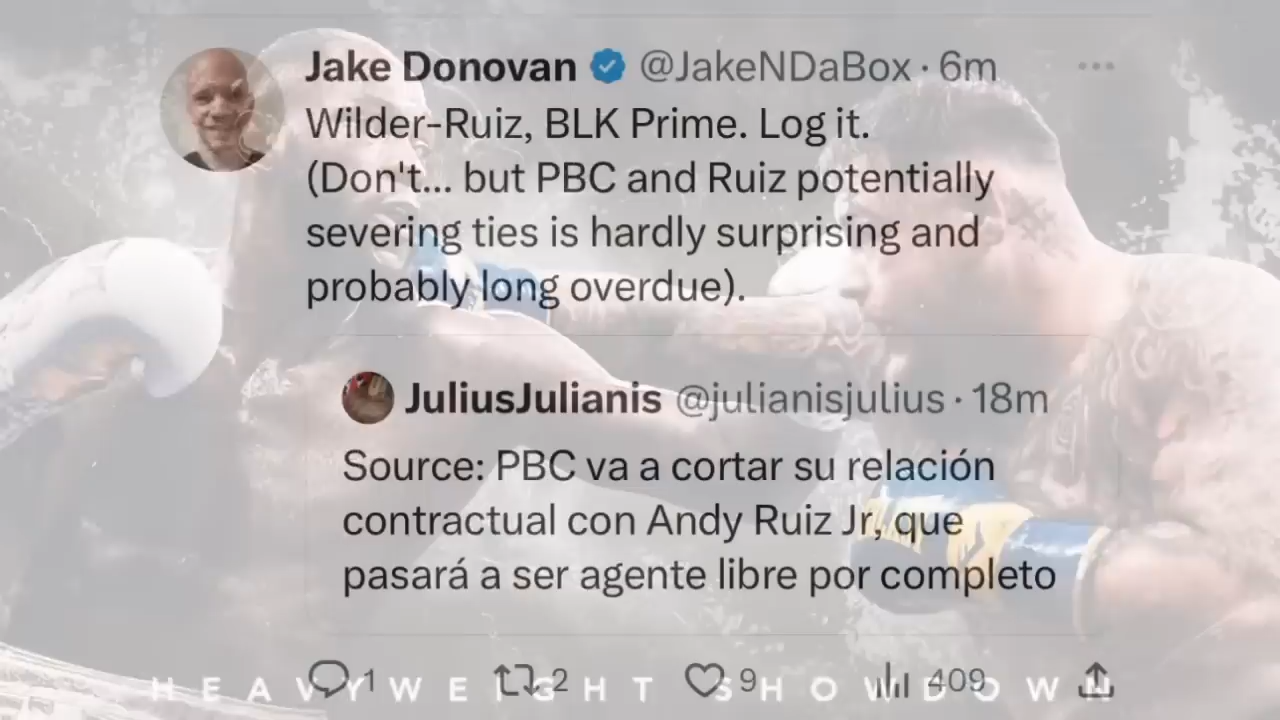 Jake Donovan @JakeNDaBox · 6m
Wilder-Ruiz, BLK Prime. Log it.
(Don't... but PBC and Ruiz potentially
severing ties is hardly surprising and
probably long overdue).
JuliusJulianis @julianisjulius · 18m
Source: PBC va a cortar su relación
contractual con Andy Ruiz Jr, que
pasará a ser agente libre por completo
1 2 9 409
HEAVYWEIGHT SHOWDOWN